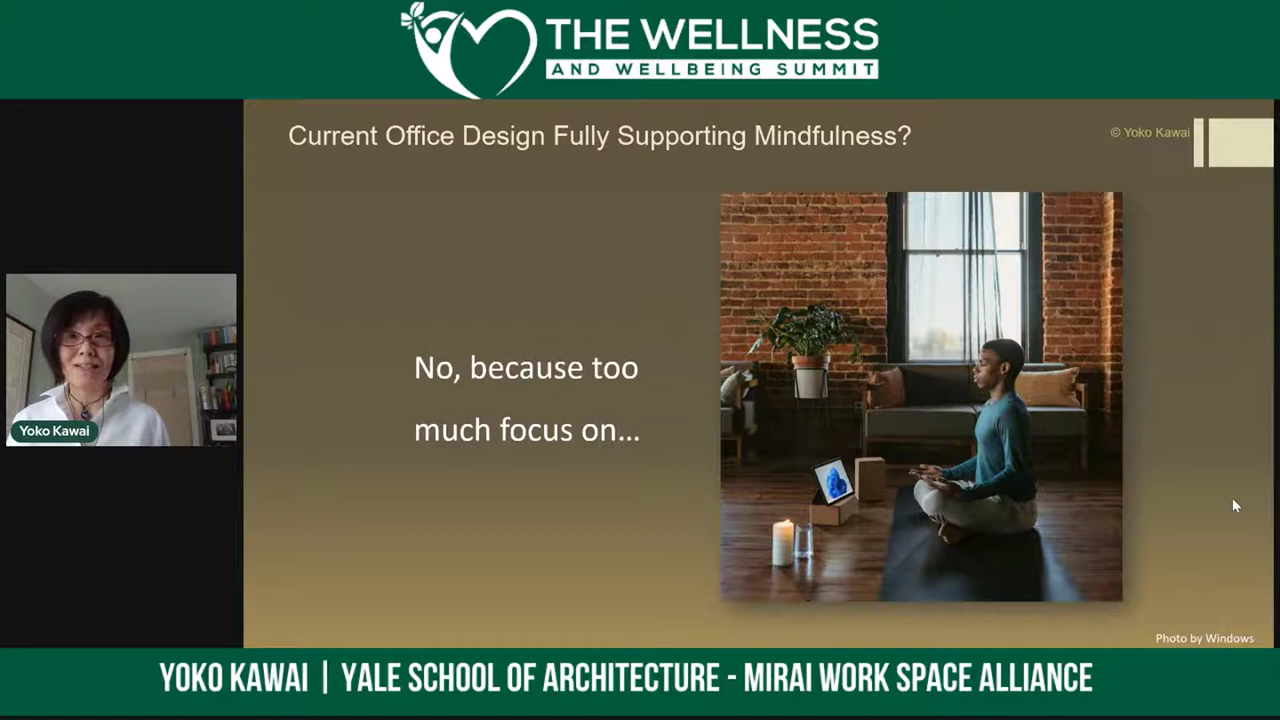 THE WELLNESS
AND WELLBEING SUMMIT
Current Office Design Fully Supporting Mindfulness?
© Yoko Kawai
No, because too
much focus on...
Yoko Kawai
Photo by Windows
YOKO KAWAI | YALE SCHOOL OF ARCHITECTURE - MIRAI WORK SPACE ALLIANCE